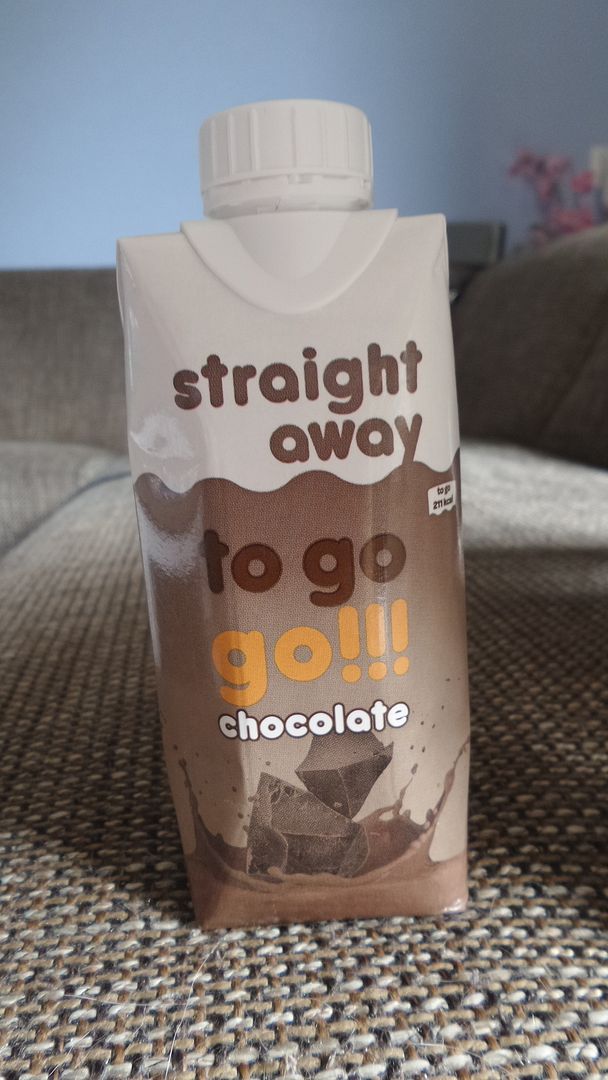 straight
away
to go
211 kcal
to go
go!!!
chocolate